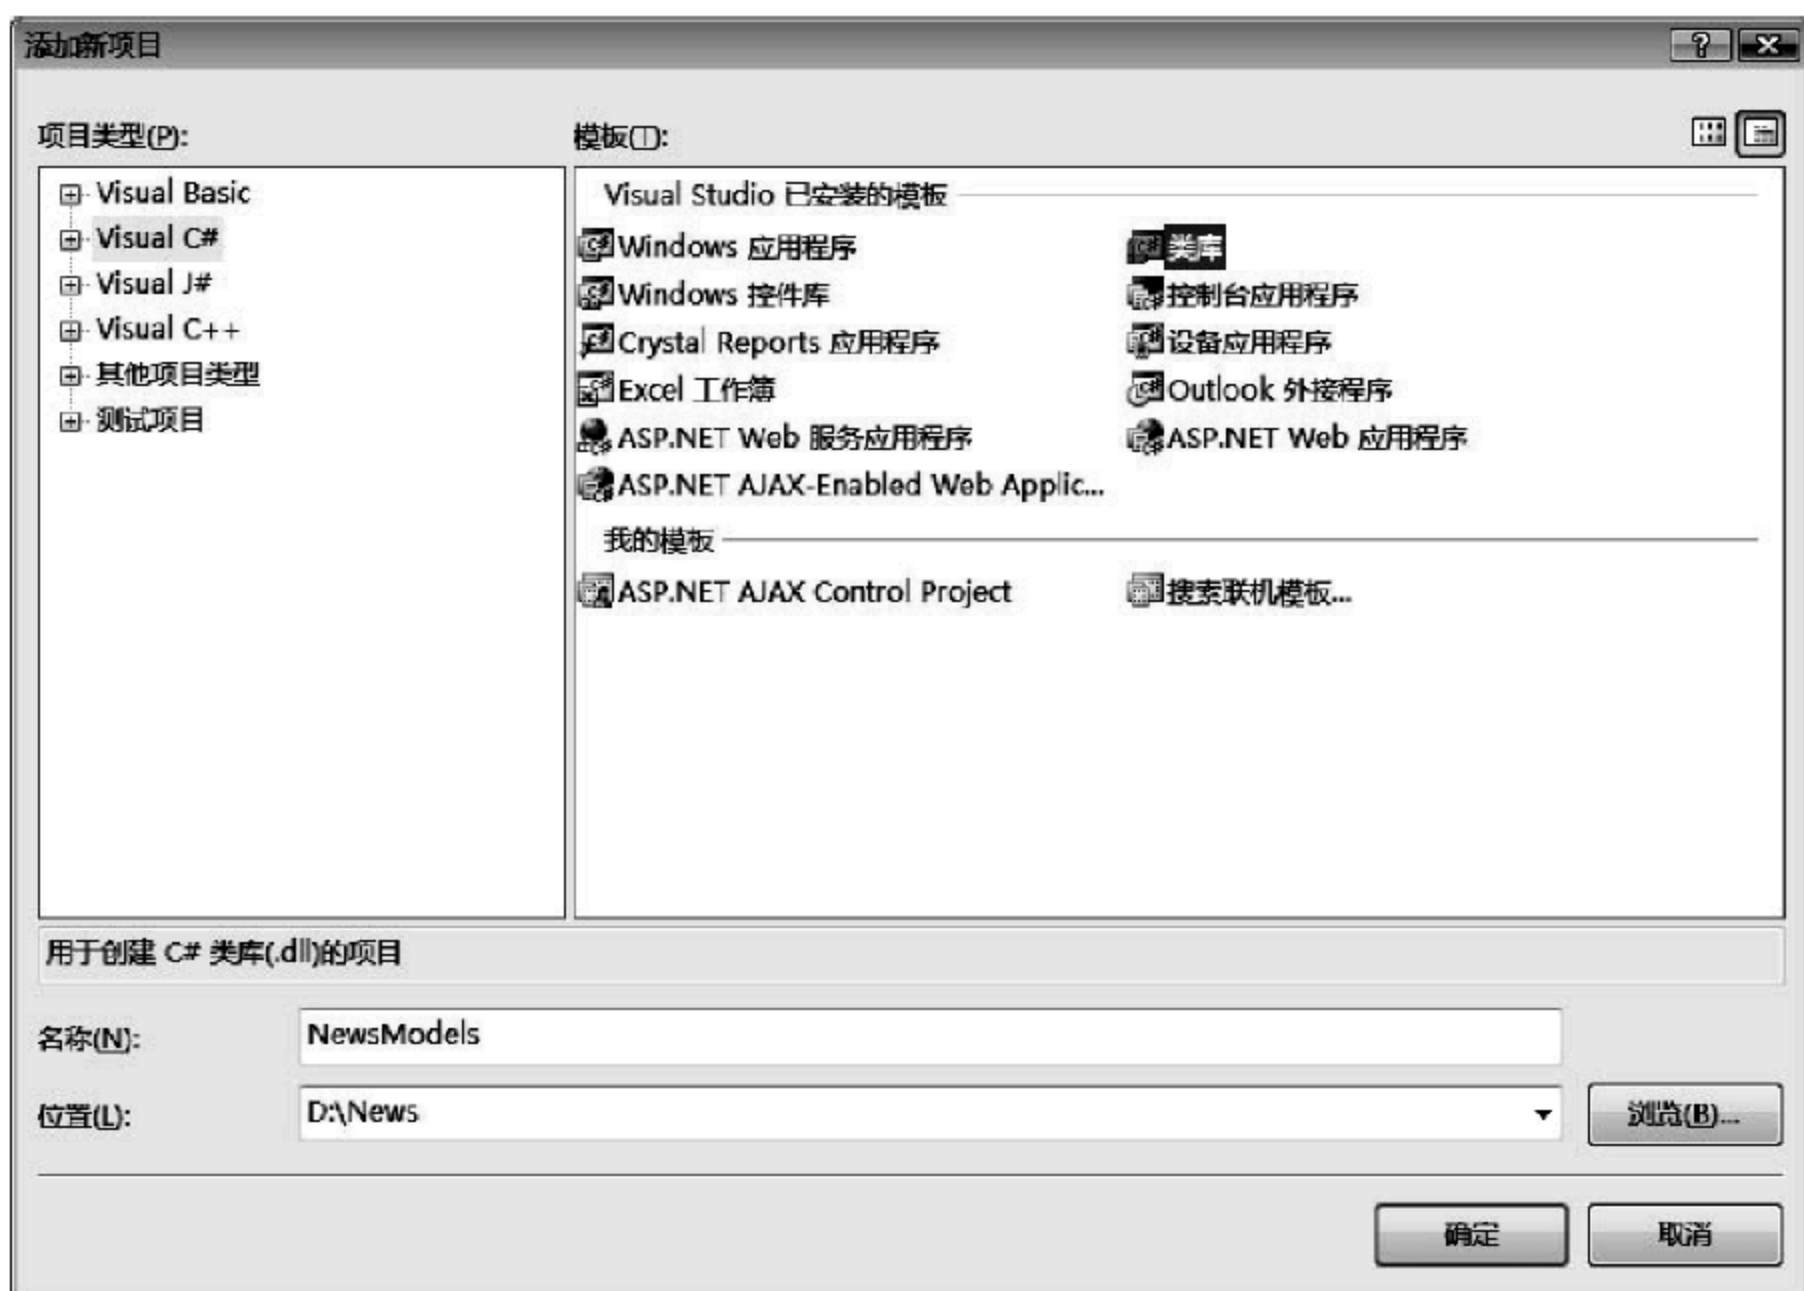 添加新项目
项目类型(P):
模板(T):
Visual Basic
Visual C#
Visual J#
Visual C++
其他项目类型
测试项目
Visual Studio 已安装的模板
Windows 应用程序
类库
Windows 控件库
控制台应用程序
Crystal Reports 应用程序
设备应用程序
Excel 工作簿
Outlook 外接程序
ASP.NET Web 服务应用程序
ASP.NET Web 应用程序
ASP.NET AJAX-Enabled Web Applic...
我的模板
ASP.NET AJAX Control Project
搜索联机模板...
用于创建 C# 类库(.dll)的项目
名称(N):
NewsModels
位置(L):
D:\News
浏览(B)...
确定
取消